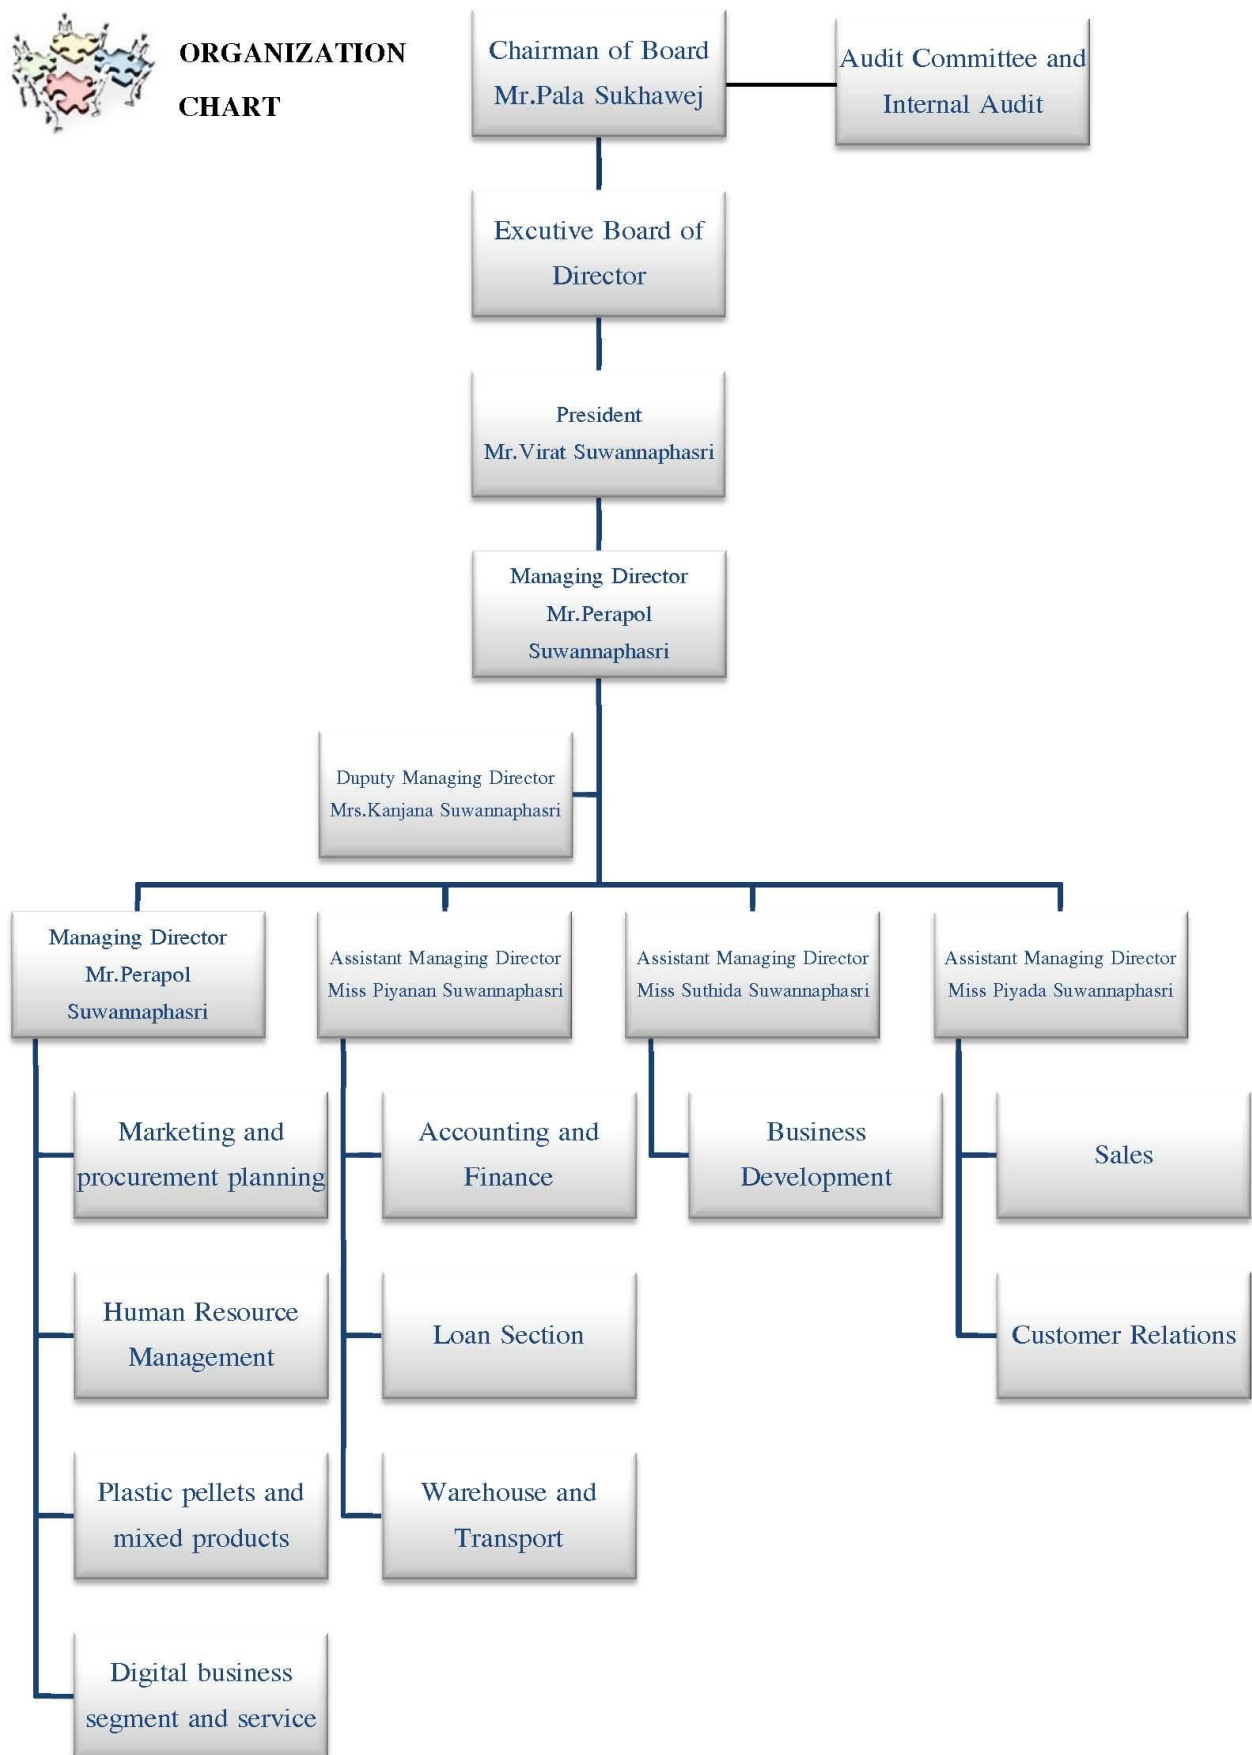 ORGANIZATION
CHART
Chairman of Board
Mr.Pala Sukhawej
Audit Committee and
Internal Audit
Excutive Board of
Director
President
Mr.Virat Suwannaphasri
Managing Director
Mr.Perapol
Suwannaphasri
Duputy Managing Director
Mrs.Kanjana Suwannaphasri
Managing Director
Mr.Perapol
Suwannaphasri
Assistant Managing Director
Miss Piyanan Suwannaphasri
Assistant Managing Director
Miss Suthida Suwannaphasri
Assistant Managing Director
Miss Piyada Suwannaphasri
Marketing and
procurement planning
Human Resource
Management
Plastic pellets and
mixed products
Digital business
segment and service
Accounting and
Finance
Loan Section
Warehouse and
Transport
Business
Development
Sales
Customer Relations